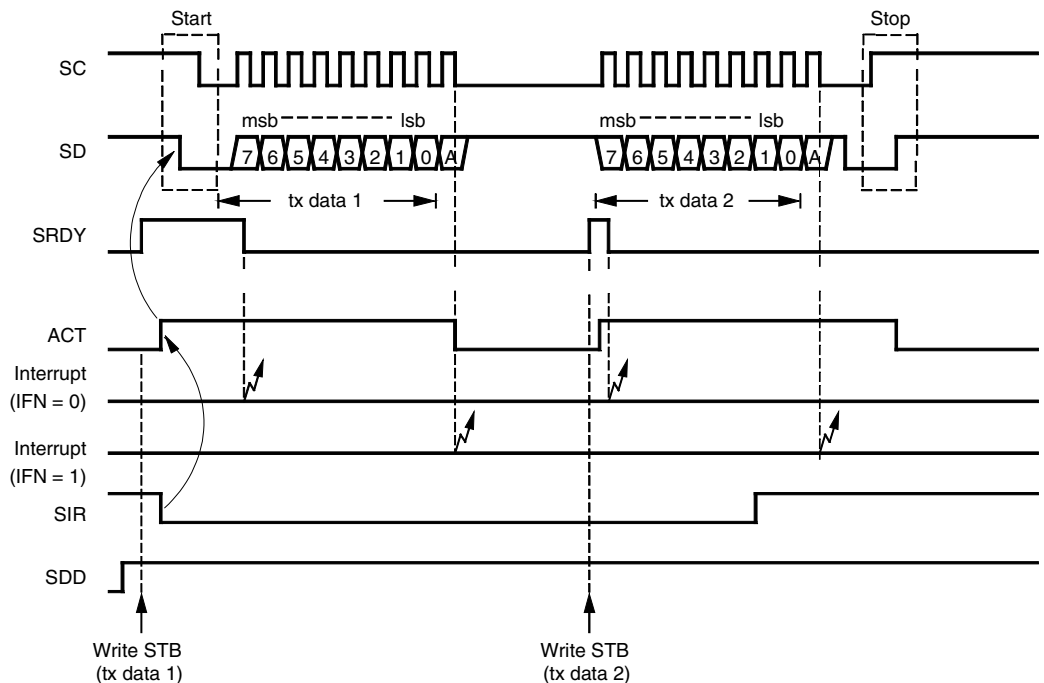 Start
Stop
SC
msb lsb
msb lsb
SD
7 6 5 4 3 2 1 0 A
7 6 5 4 3 2 1 0 A
tx data 1
tx data 2
SRDY
ACT
Interrupt
(IFN = 0)
Interrupt
(IFN = 1)
SIR
SDD
Write STB
(tx data 1)
Write STB
(tx data 2)